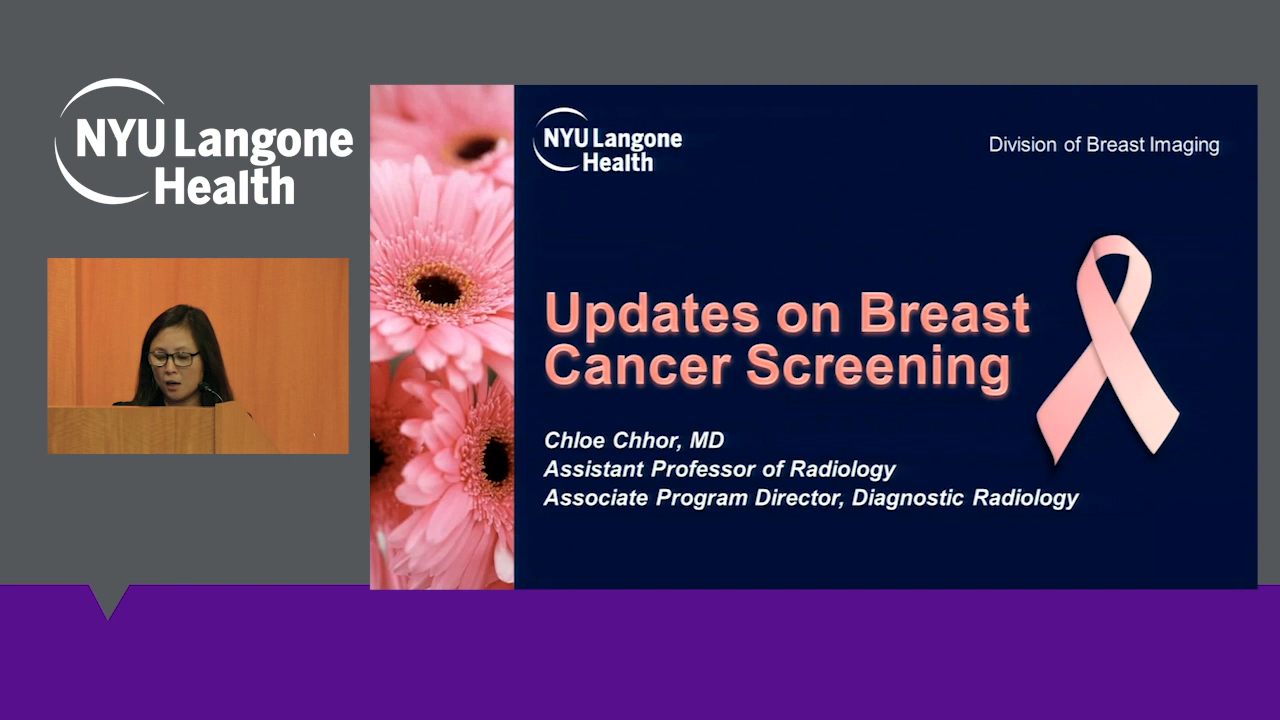 NYU Langone
Health
NYU Langone
Health
Division of Breast Imaging
Updates on Breast
Cancer Screening
Chloe Chhor, MD
Assistant Professor of Radiology
Associate Program Director, Diagnostic Radiology